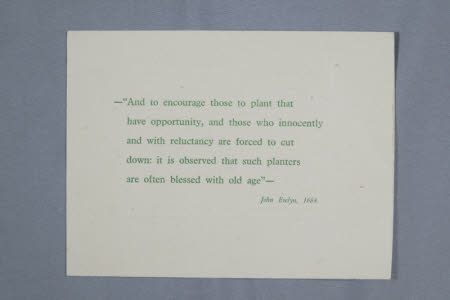 —"And to encourage those to plant that
have opportunity, and those who innocently
and with reluctancy are forced to cut
down: it is observed that such planters
are often blessed with old age"—
John Evelyn, 1664.